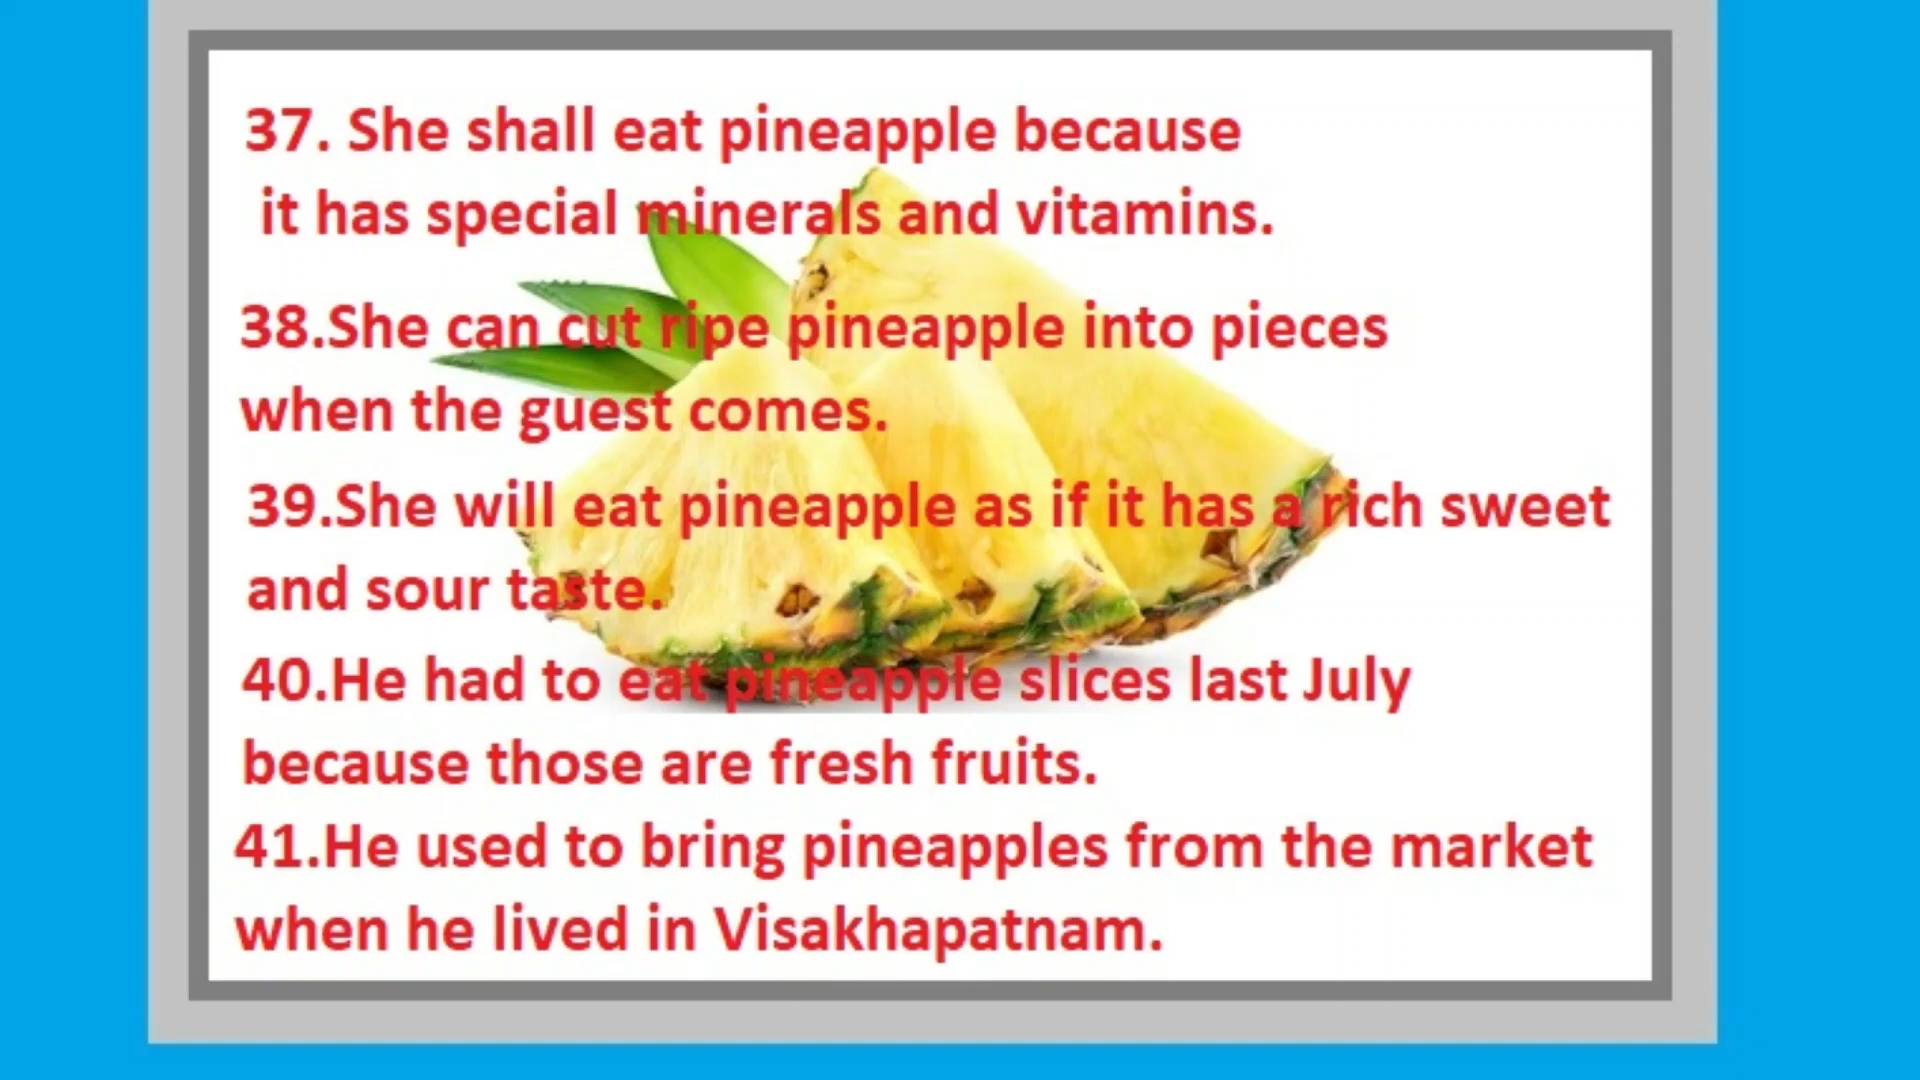 37. She shall eat pineapple because
it has special minerals and vitamins.
38.She can cut ripe pineapple into pieces
when the guest comes.
39.She will eat pineapple as if it has a rich sweet
and sour taste.
40.He had to eat pineapple slices last July
because those are fresh fruits.
41.He used to bring pineapples from the market
when he lived in Visakhapatnam.